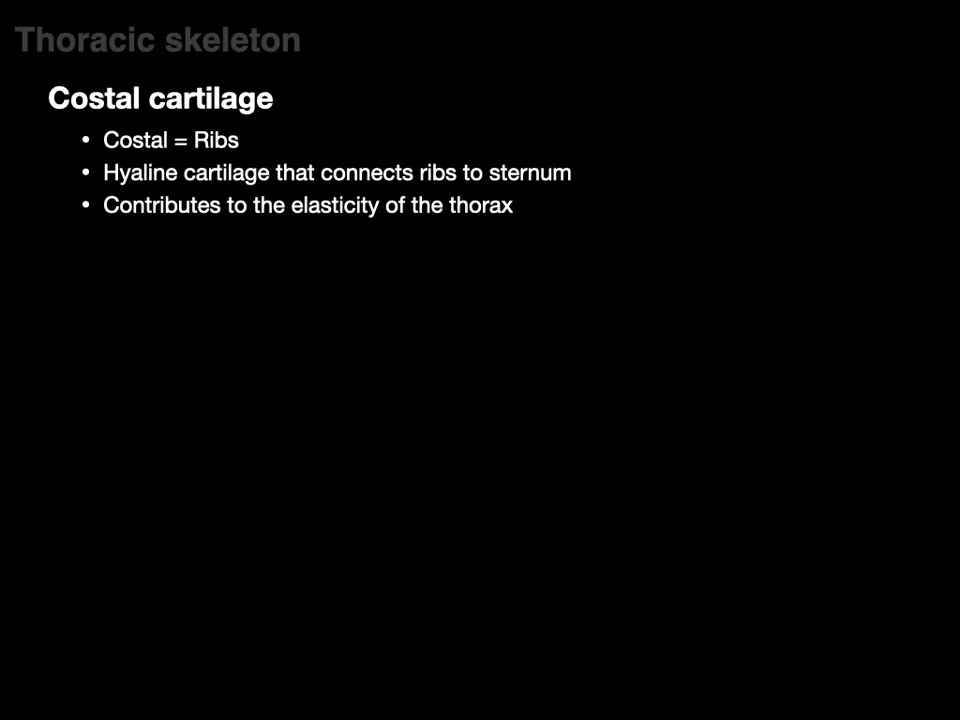 Thoracic skeleton
Costal cartilage
• Costal = Ribs
• Hyaline cartilage that connects ribs to sternum
• Contributes to the elasticity of the thorax